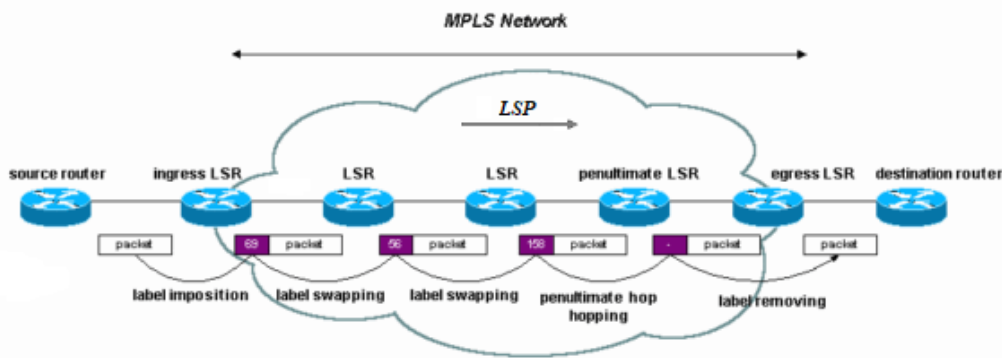 MPLS Network
LSP
source router
ingress LSR
LSR
LSR
penultimate LSR
egress LSR
destination router
packet
69 packet
56 packet
158 packet
- packet
packet
label imposition
label swapping
label swapping
penultimate hop
hopping
label removing